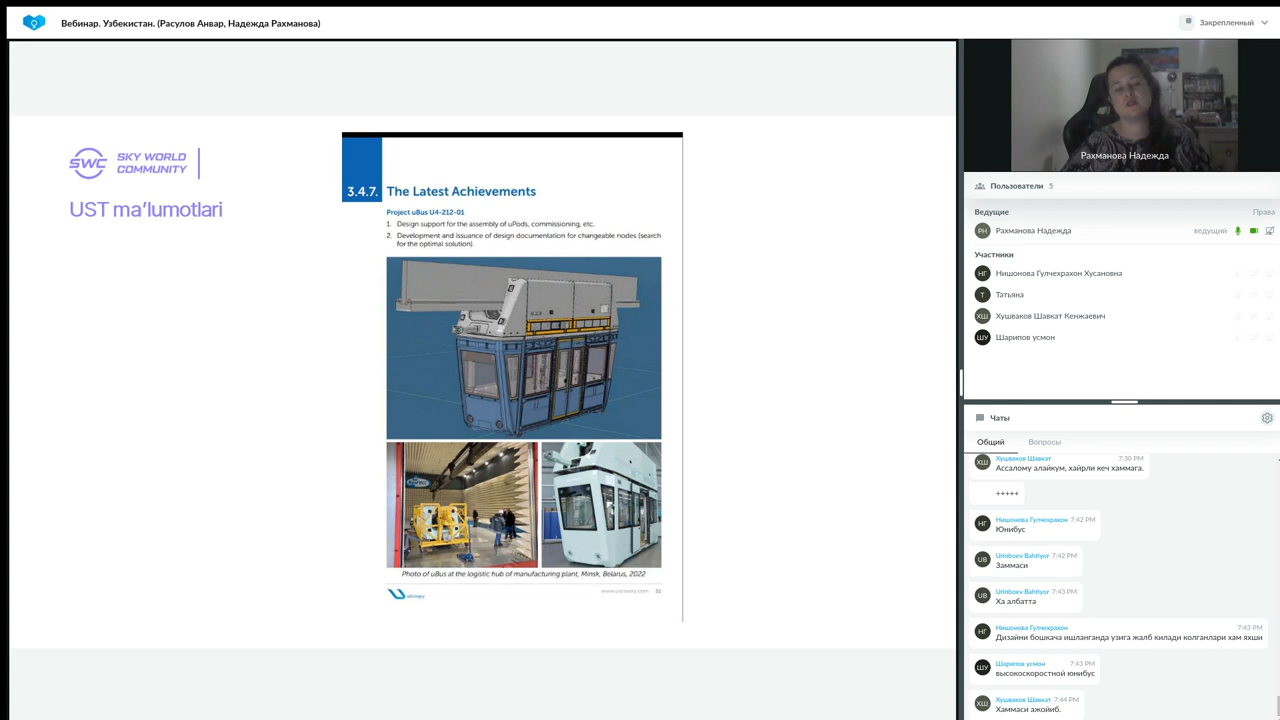 Вебинар. Узбекистан. (Расулов Анвар, Надежда Рахманова)
Закрепленный
SWC SKY WORLD
COMMUNITY
UST ma'lumotlari
3.4.7. The Latest Achievements
Project uBus U4-212-01
1. Design support for the assembly of uPods, commissioning, etc.
2. Development and issuance of design documentation for changeable nodes (search
for the optimal solution).
Photo of uBus at the logistic hub of manufacturing plant, Minsk, Belarus, 2022
51
Рахманова Надежда
Пользователи 5
Ведущие Права
РН Рахманова Надежда ведущий
Участники
НГ Нишонова Гулчехрахон Хусановна
Т Татьяна
ХШ Хушваков Шавкат Кенжаевич
ШУ Шарипов усмон
Чаты
Общий Вопросы
ХШ Хушваков Шавкат 7:30 PM
Ассалому алайкум, хайрли кеч хаммага.
+++++
НГ Нишонова Гулчехрахон 7:42 PM
Юнибус
UB Urinboev Bahtiyor 7:42 PM
Заммаси
UB Urinboev Bahtiyor 7:43 PM
Ха албатта
НГ Нишонова Гулчехрахон 7:43 PM
Дизайни бошкача ишланганда узига жалб килади колганлари хам яхши
ШУ Шарипов усмон 7:43 PM
высокоскоростной юнибус
ХШ Хушваков Шавкат 7:44 PM
Хаммаси ажойиб.